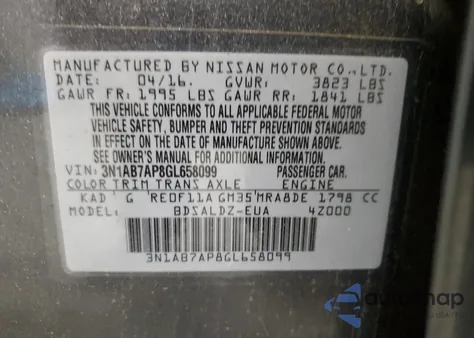 MANUFACTURED BY NISSAN MOTOR CO.,LTD.
DATE: 04/16. GVWR: 3823 LBS
GAWR FR: 1995 LBS GAWR RR: 1841 LBS
THIS VEHICLE CONFORMS TO ALL APPLICABLE FEDERAL MOTOR
VEHICLE SAFETY, BUMPER AND THEFT PREVENTION STANDARDS
IN EFFECT ON THE DATE OF MANUFACTURE SHOWN ABOVE.
SEE OWNER'S MANUAL FOR ADDITIONAL INFORMATION.
VIN: 3N1AB7AP8GL658099 PASSENGER CAR.
COLOR TRIM TRANS AXLE ENGINE
KAD G RE0F11A GH35 MRA8DE 1798 CC
MODEL: BDSALDZ-EUA 4Z000
3N1AB7AP8GL658099